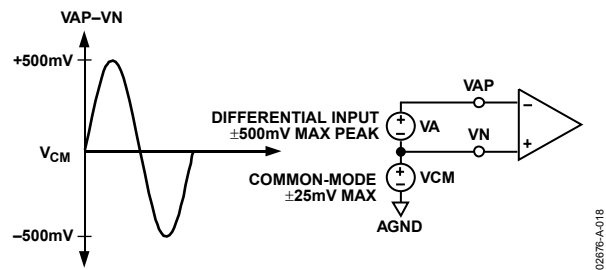 VAP–VN
+500mV
VCM
–500mV
DIFFERENTIAL INPUT
±500mV MAX PEAK
COMMON-MODE
±25mV MAX
VAP
VA
VN
VCM
AGND
+
–
+
–
–
+
02676-A-018